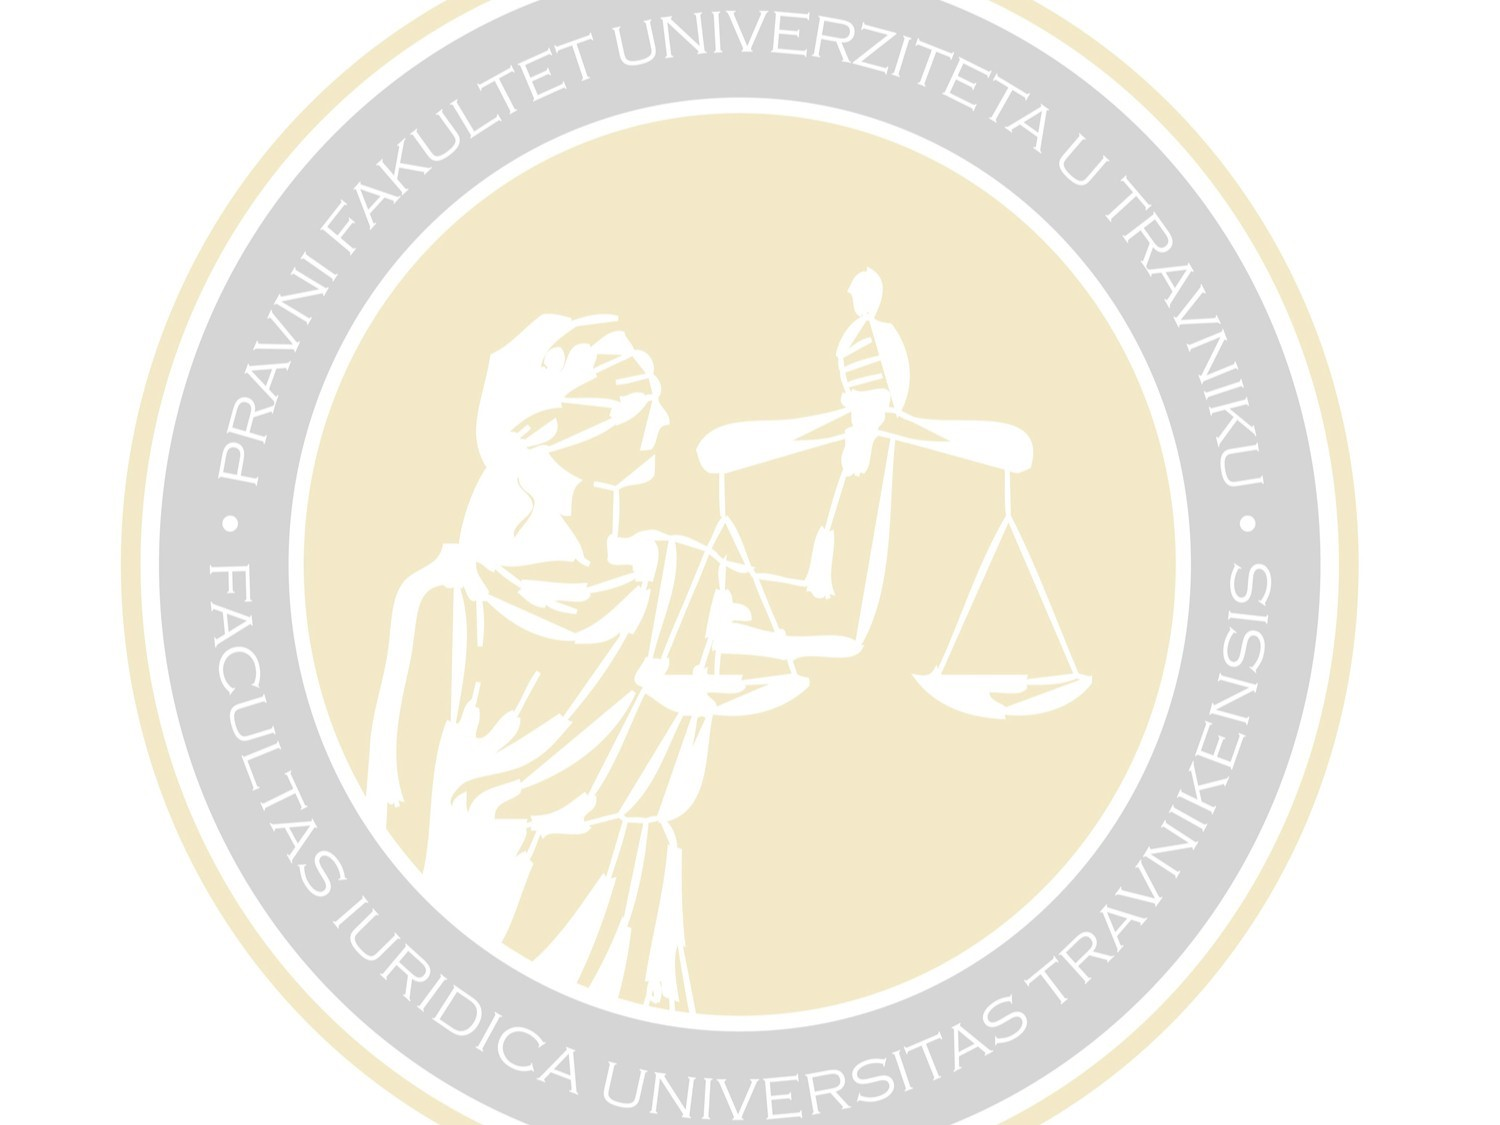 PRAVNI FAKULTET UNIVERZITETA U TRAVNIKU
FACULTAS IURIDICA UNIVERSITAS TRAVNIKENSIS